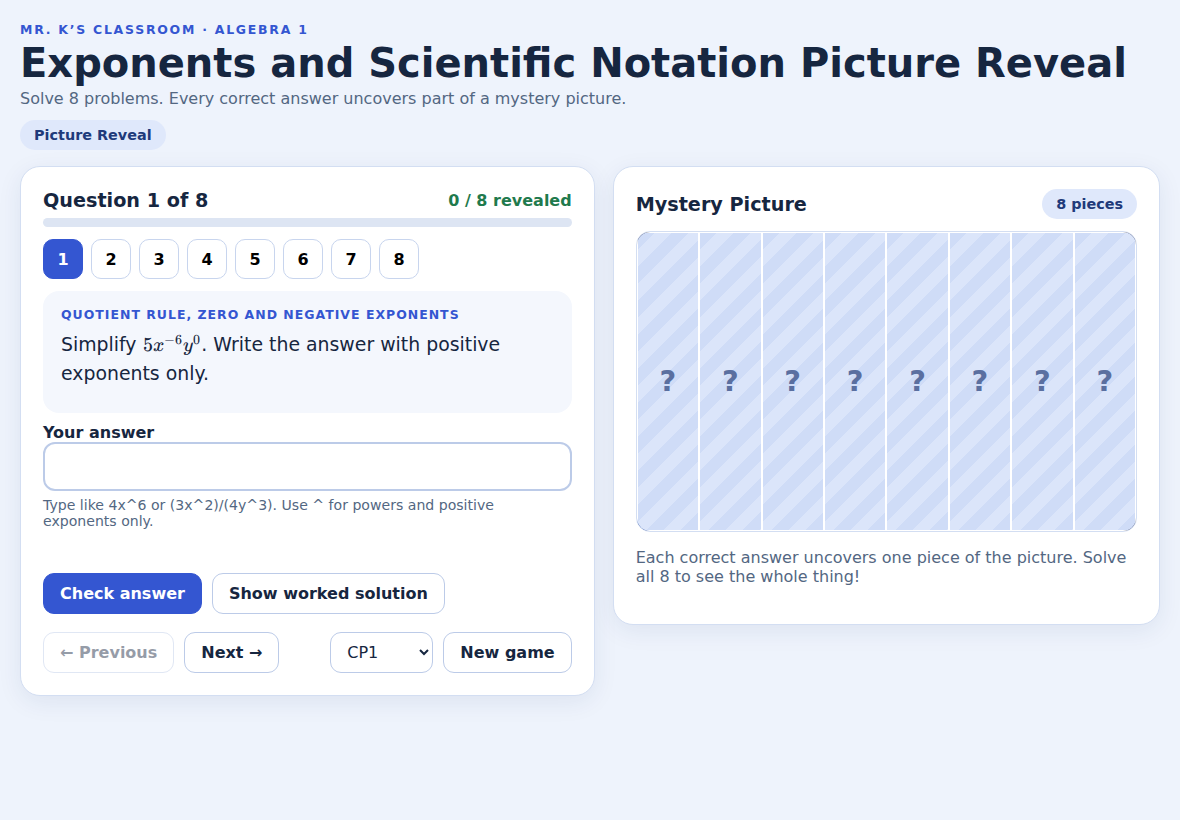 MR. K’S CLASSROOM · ALGEBRA 1
Exponents and Scientific Notation Picture Reveal
Solve 8 problems. Every correct answer uncovers part of a mystery picture.
Picture Reveal
Question 1 of 8
0 / 8 revealed
1 2 3 4 5 6 7 8
QUOTIENT RULE, ZERO AND NEGATIVE EXPONENTS
Simplify 5x⁻⁶y⁰. Write the answer with positive
exponents only.
Your answer
Type like 4x^6 or (3x^2)/(4y^3). Use ^ for powers and positive
exponents only.
Check answer
Show worked solution
← Previous
Next →
CP1
New game
Mystery Picture
8 pieces
? ? ? ? ? ? ? ?
Each correct answer uncovers one piece of the picture. Solve
all 8 to see the whole thing!